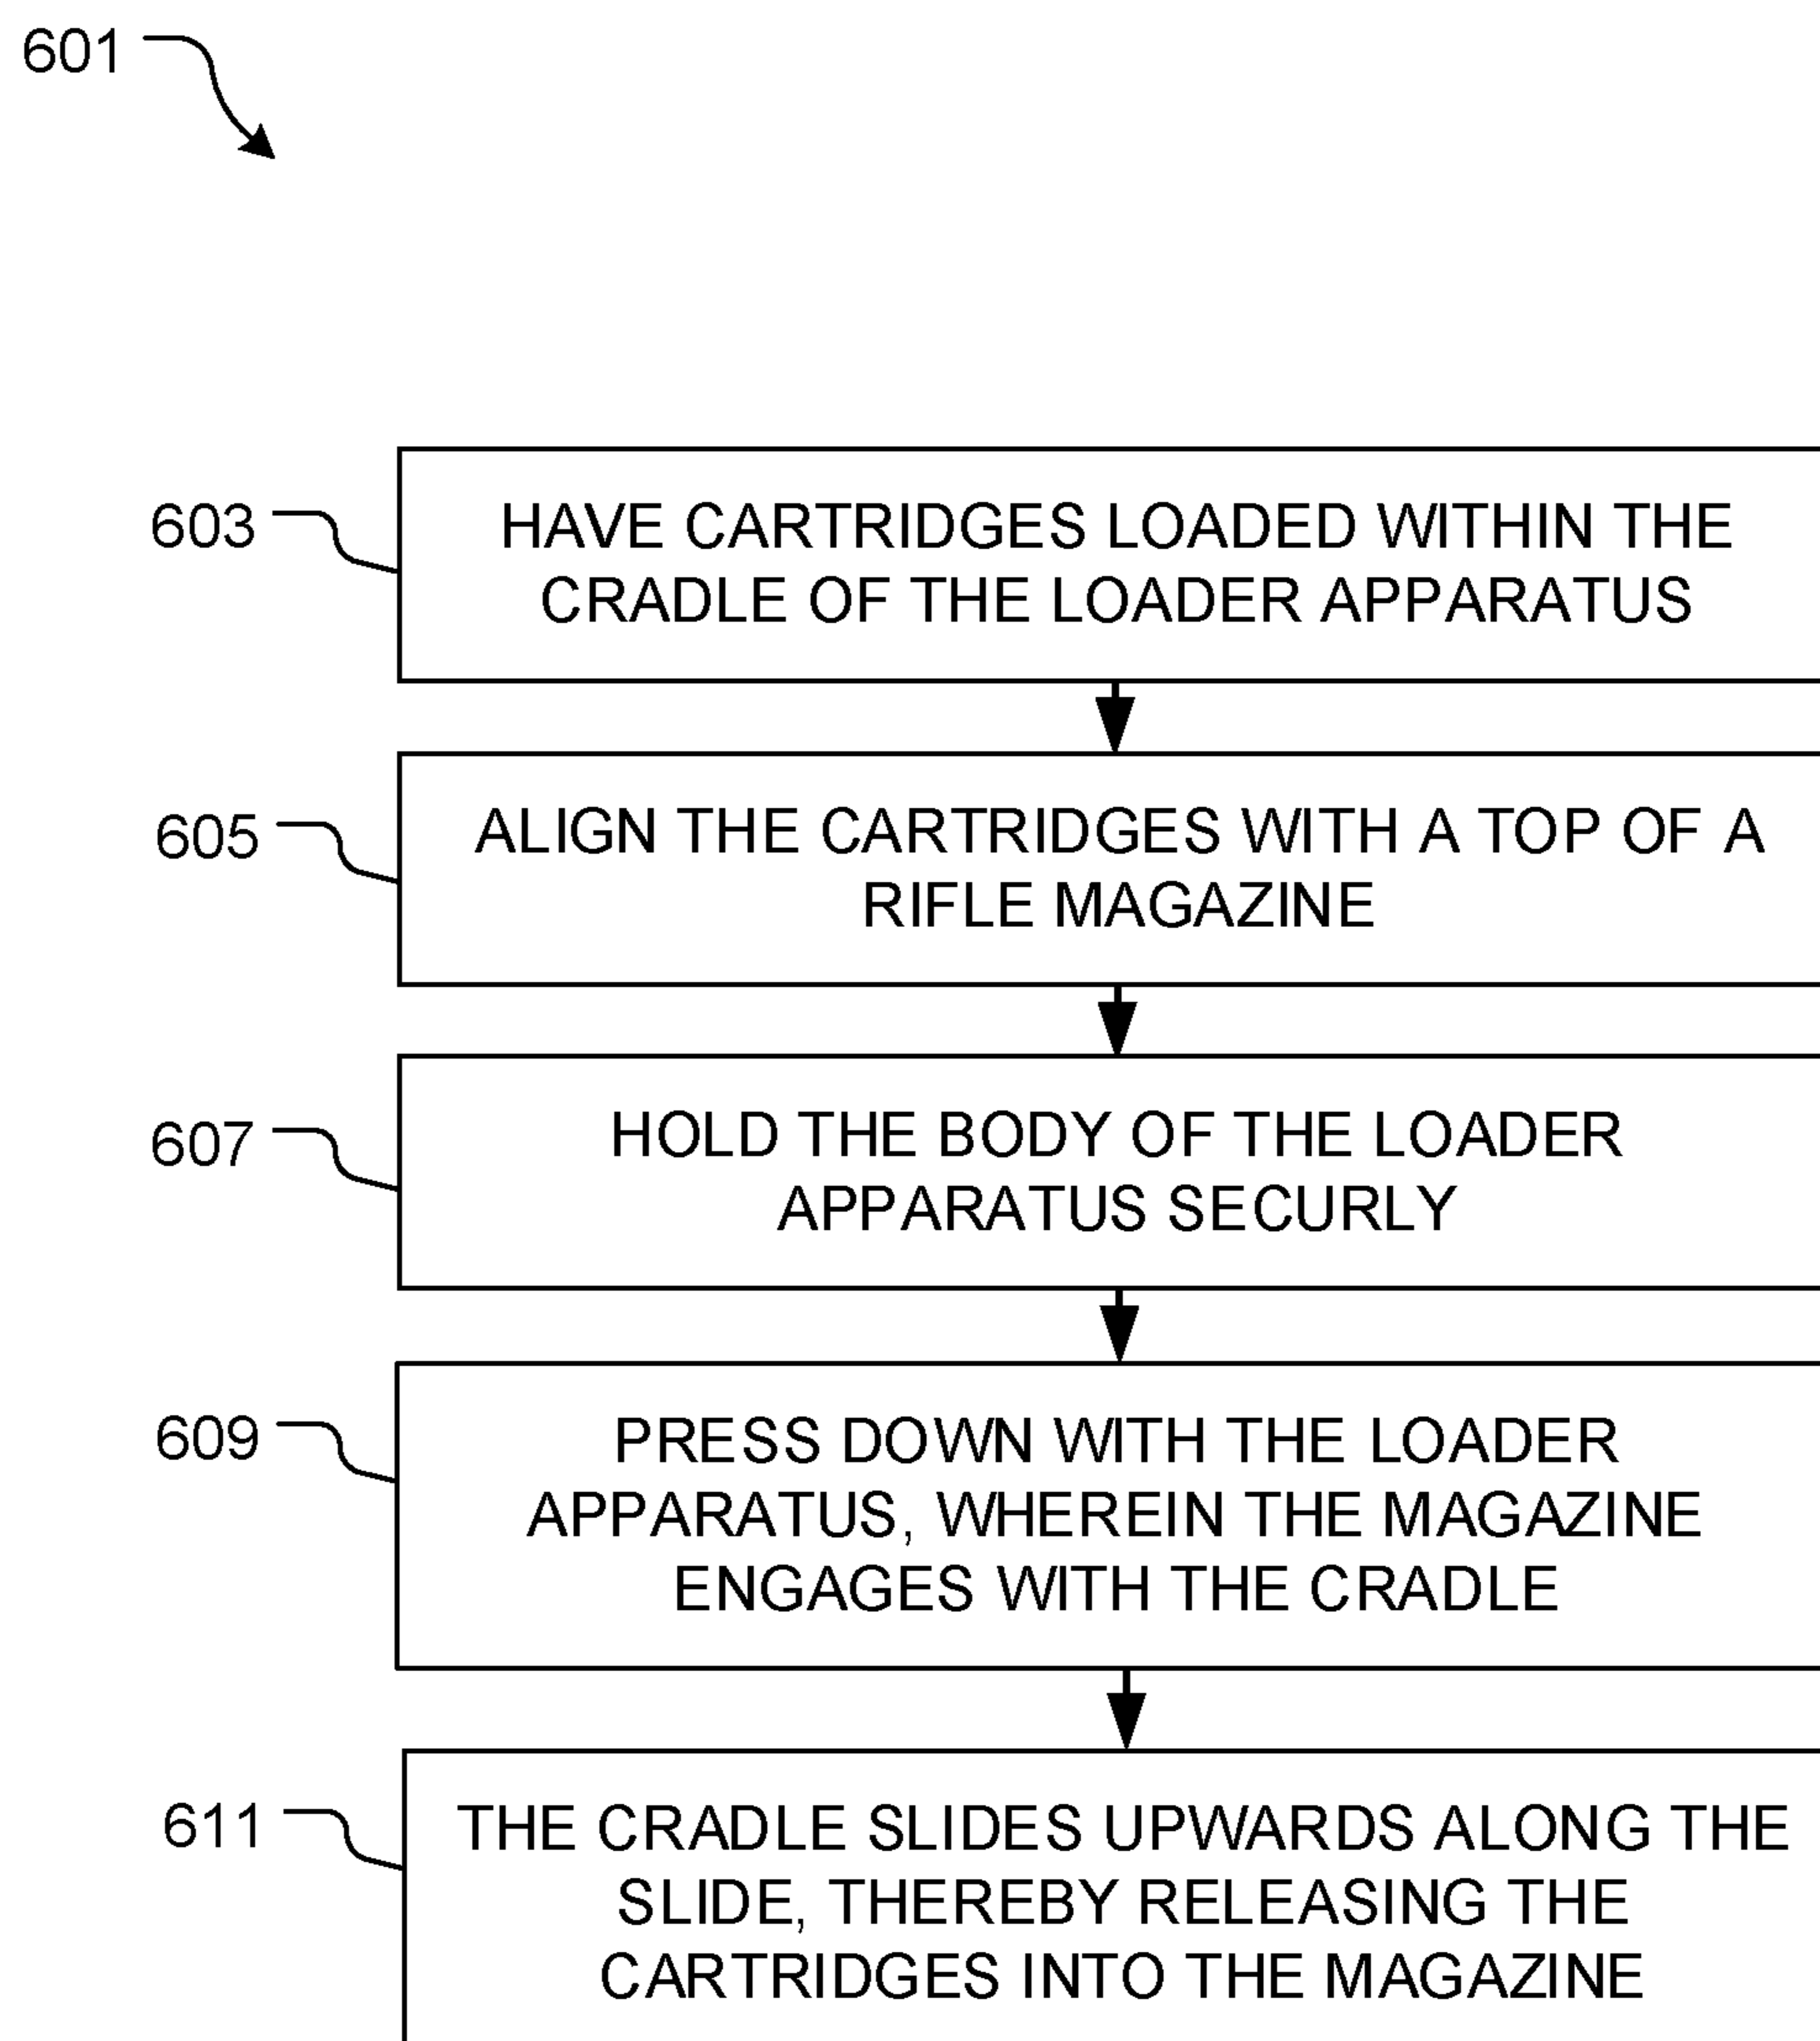 601
603
HAVE CARTRIDGES LOADED WITHIN THE
CRADLE OF THE LOADER APPARATUS
605
ALIGN THE CARTRIDGES WITH A TOP OF A
RIFLE MAGAZINE
607
HOLD THE BODY OF THE LOADER
APPARATUS SECURLY
609
PRESS DOWN WITH THE LOADER
APPARATUS, WHEREIN THE MAGAZINE
ENGAGES WITH THE CRADLE
611
THE CRADLE SLIDES UPWARDS ALONG THE
SLIDE, THEREBY RELEASING THE
CARTRIDGES INTO THE MAGAZINE